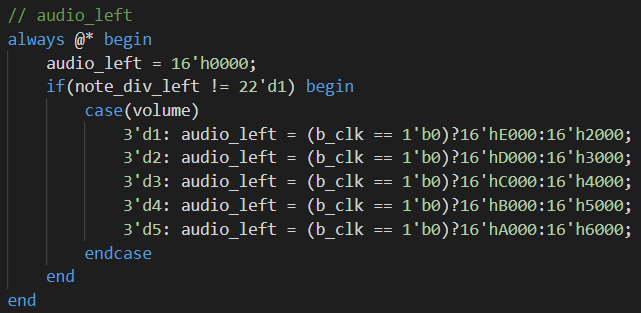 // audio_left
always @* begin
audio_left = 16'h0000;
if(note_div_left != 22'd1) begin
case(volume)
3'd1: audio_left = (b_clk == 1'b0)?16'hE000:16'h2000;
3'd2: audio_left = (b_clk == 1'b0)?16'hD000:16'h3000;
3'd3: audio_left = (b_clk == 1'b0)?16'hC000:16'h4000;
3'd4: audio_left = (b_clk == 1'b0)?16'hB000:16'h5000;
3'd5: audio_left = (b_clk == 1'b0)?16'hA000:16'h6000;
endcase
end
end